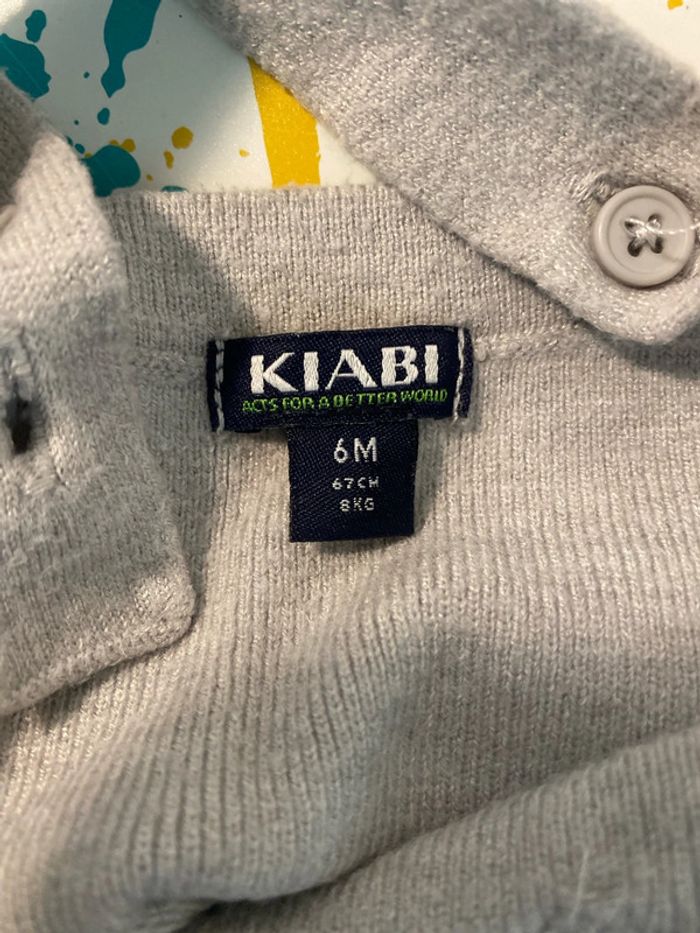 KIABI
ACTS FOR A BETTER WORLD
6M
67CM
8KG